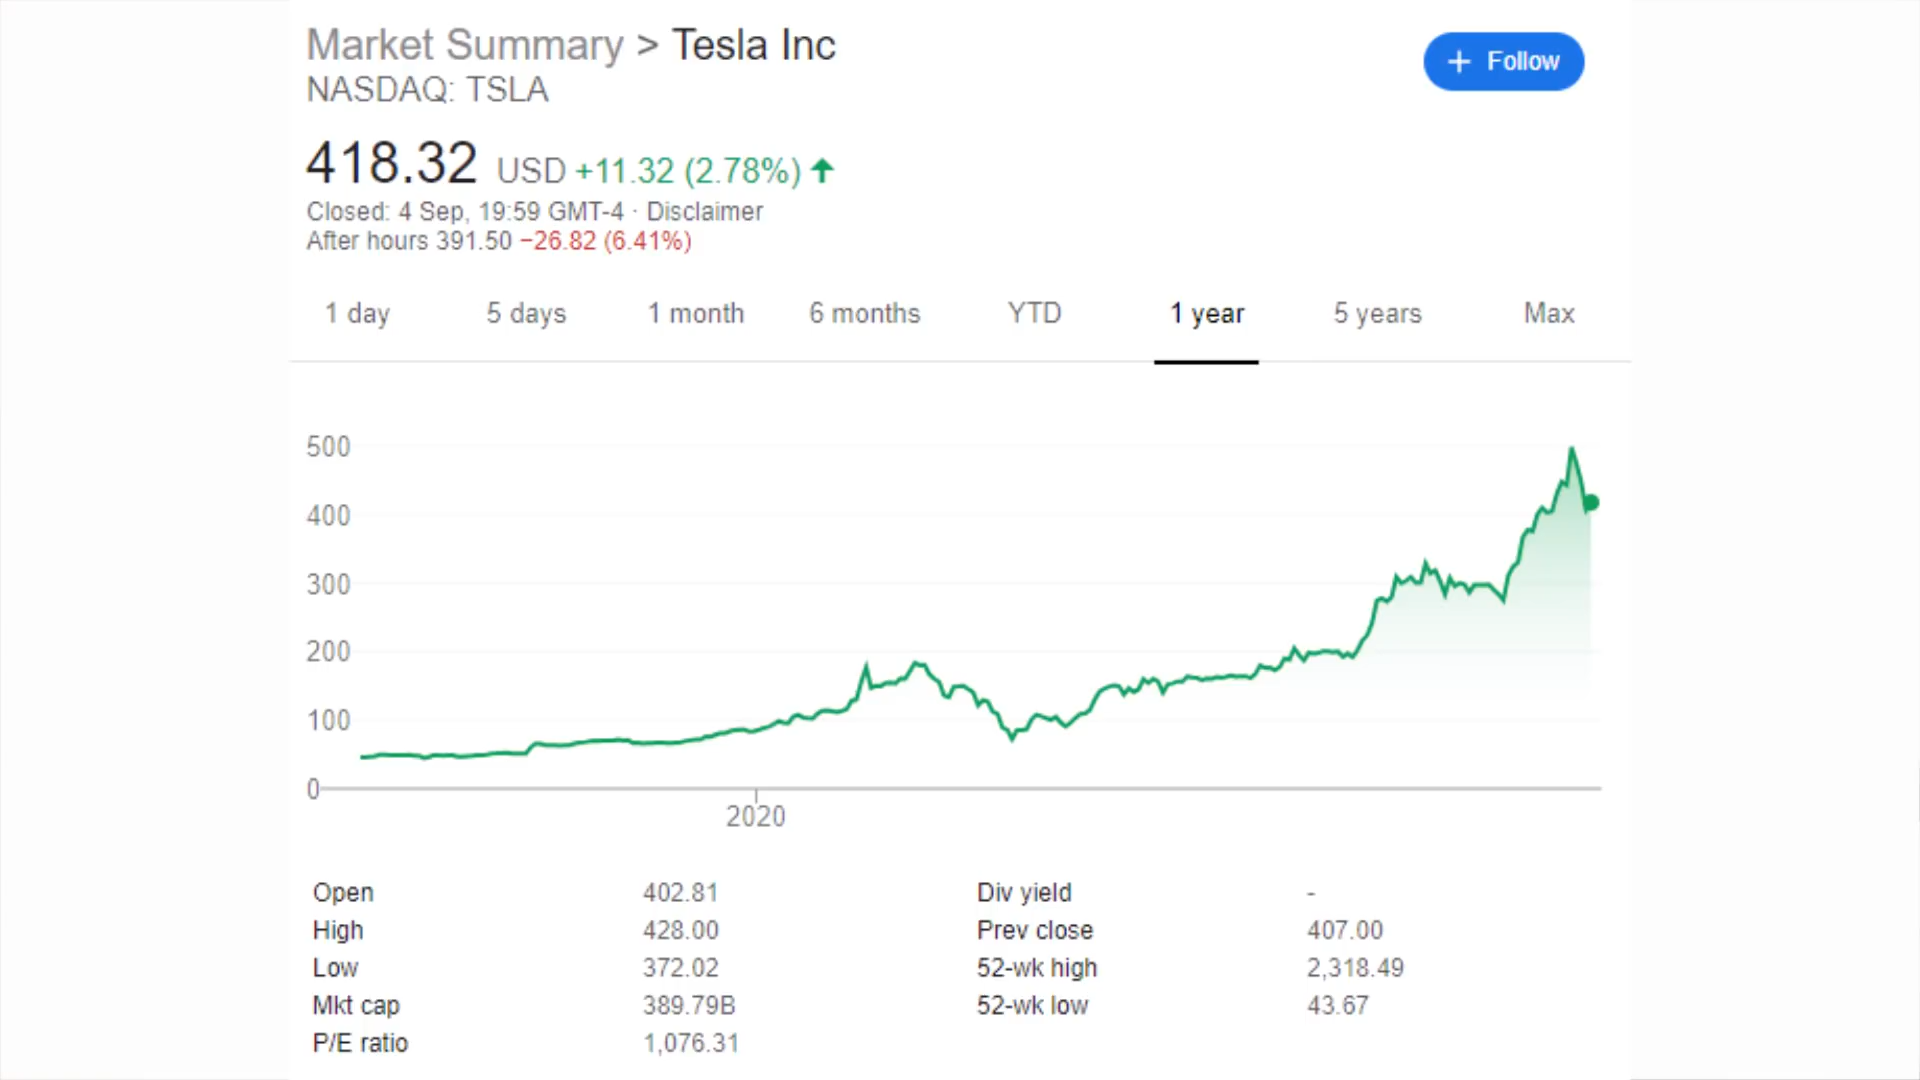 Market Summary > Tesla Inc
NASDAQ: TSLA
+ Follow
418.32 USD +11.32 (2.78%)
Closed: 4 Sep, 19:59 GMT-4 · Disclaimer
After hours 391.50 −26.82 (6.41%)
1 day 5 days 1 month 6 months YTD 1 year 5 years Max
500
400
300
200
100
0
2020
Open 402.81 Div yield -
High 428.00 Prev close 407.00
Low 372.02 52-wk high 2,318.49
Mkt cap 389.79B 52-wk low 43.67
P/E ratio 1,076.31